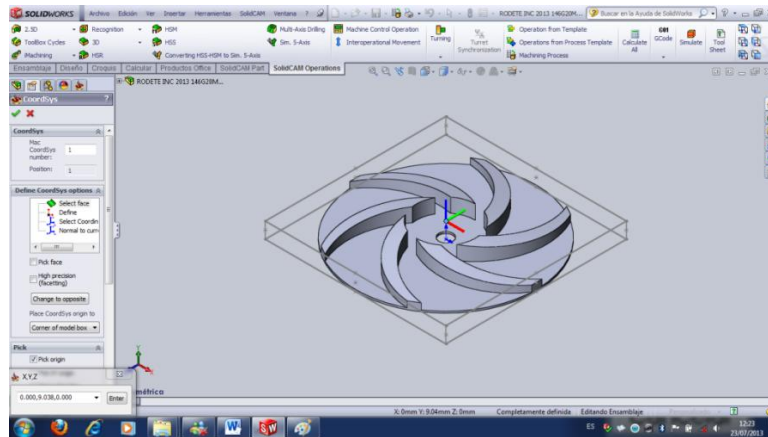 SOLIDWORKS Archivo Edición Ver Insertar Herramientas SolidCAM Ventana ? RODETE INC 2013 146G20M... Buscar en la Ayuda de SolidWorks
2.5D Recognition HSM Multi-Axis Drilling Machine Control Operation Turning Turret Synchronization Operation from Template Calculate All G01 GCode Simulate Tool Sheet
ToolBox Cycles 3D HSS Sim. 5-Axis Interoperational Movement Operations from Process Template
iMachining HSR Converting HSS-HSM to Sim. 5-Axis Machining Process
Ensamblaje Diseño Croquis Calcular Productos Office SolidCAM Part SolidCAM Operations
RODETE INC 2013 146G20M...
CoordSys ?
CoordSys
Mac CoordSys number: 1
Position: 1
Define CoordSys options
Select face
Define
Select Coordin
Normal to curr
Pick face
High precision (facetting)
Change to opposite
Place CoordSys origin to
Corner of model box
Pick
Pick origin
X,Y,Z
0.000,9.038,0.000 Enter
métrica
X: 0mm Y: 9.04mm Z: 0mm Completamente definida Editando Ensamblaje
ES 12:23
23/07/2013